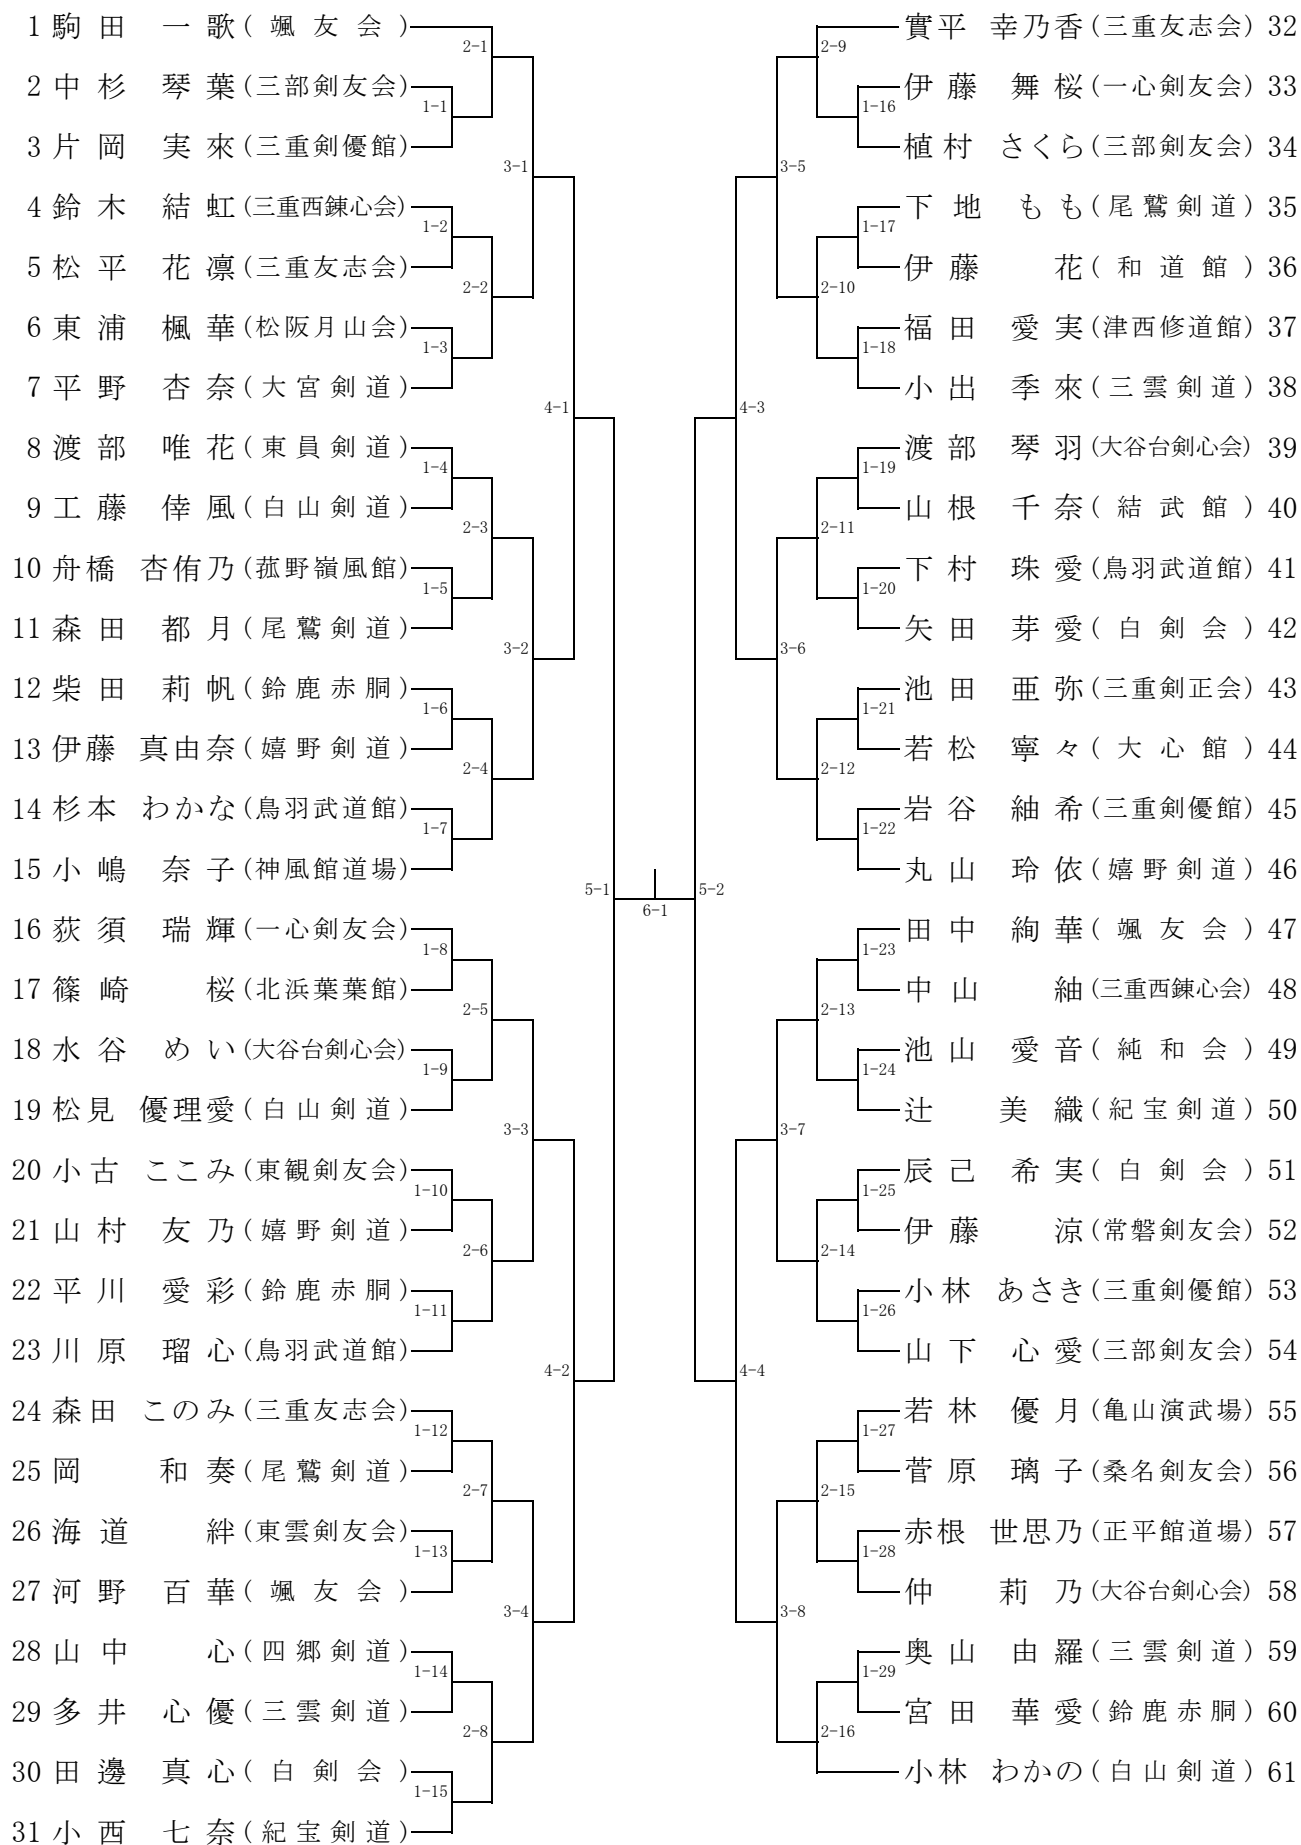 1 駒田 一歌 (颯友会)
2 中杉 琴葉 (三部剣友会)
3 片岡 実來 (三重剣優館)
4 鈴木 結虹 (三重西錬心会)
5 松平 花凛 (三重友志会)
6 東浦 楓華 (松阪月山会)
7 平野 杏奈 (大宮剣道)
8 渡部 唯花 (東員剣道)
9 工藤 倖風 (白山剣道)
10 舟橋 杏侑乃 (菰野嶺風館)
11 森田 都月 (尾鷲剣道)
12 柴田 莉帆 (鈴鹿赤胴)
13 伊藤 真由奈 (嬉野剣道)
14 杉本 わかな (鳥羽武道館)
15 小嶋 奈子 (神風館道場)
16 荻須 瑞輝 (一心剣友会)
17 篠崎 桜 (北浜葉葉館)
18 水谷 めい (大谷台剣心会)
19 松見 優理愛 (白山剣道)
20 小古 ここみ (東観剣友会)
21 山村 友乃 (嬉野剣道)
22 平川 愛彩 (鈴鹿赤胴)
23 川原 瑠心 (鳥羽武道館)
24 森田 このみ (三重友志会)
25 岡 和奏 (尾鷲剣道)
26 海道 絆 (東雲剣友会)
27 河野 百華 (颯友会)
28 山中 心 (四郷剣道)
29 多井 心優 (三雲剣道)
30 田邊 真心 (白剣会)
31 小西 七奈 (紀宝剣道)
1-1
1-2
1-3
1-4
1-5
1-6
1-7
1-8
1-9
1-10
1-11
1-12
1-13
1-14
1-15
2-1
2-2
2-3
2-4
2-5
2-6
2-7
2-8
3-1
3-2
3-3
3-4
4-1
4-2
5-1
6-1
5-2
4-3
4-4
3-5
3-6
3-7
3-8
2-9
2-10
2-11
2-12
2-13
2-14
2-15
2-16
1-16
1-17
1-18
1-19
1-20
1-21
1-22
1-23
1-24
1-25
1-26
1-27
1-28
1-29
實平 幸乃香 (三重友志会) 32
伊藤 舞桜 (一心剣友会) 33
植村 さくら (三部剣友会) 34
下地 もも (尾鷲剣道) 35
伊藤 花 (和道館) 36
福田 愛実 (津西修道館) 37
小出 季來 (三雲剣道) 38
渡部 琴羽 (大谷台剣心会) 39
山根 千奈 (結武館) 40
下村 珠愛 (鳥羽武道館) 41
矢田 芽愛 (白剣会) 42
池田 亜弥 (三重剣正会) 43
若松 寧々 (大心館) 44
岩谷 紬希 (三重剣優館) 45
丸山 玲依 (嬉野剣道) 46
田中 絢華 (颯友会) 47
中山 紬 (三重西錬心会) 48
池山 愛音 (純和会) 49
辻 美織 (紀宝剣道) 50
辰己 希実 (白剣会) 51
伊藤 涼 (常磐剣友会) 52
小林 あさき (三重剣優館) 53
山下 心愛 (三部剣友会) 54
若林 優月 (亀山演武場) 55
菅原 璃子 (桑名剣友会) 56
赤根 世思乃 (正平館道場) 57
仲 莉乃 (大谷台剣心会) 58
奥山 由羅 (三雲剣道) 59
宮田 華愛 (鈴鹿赤胴) 60
小林 わかの (白山剣道) 61